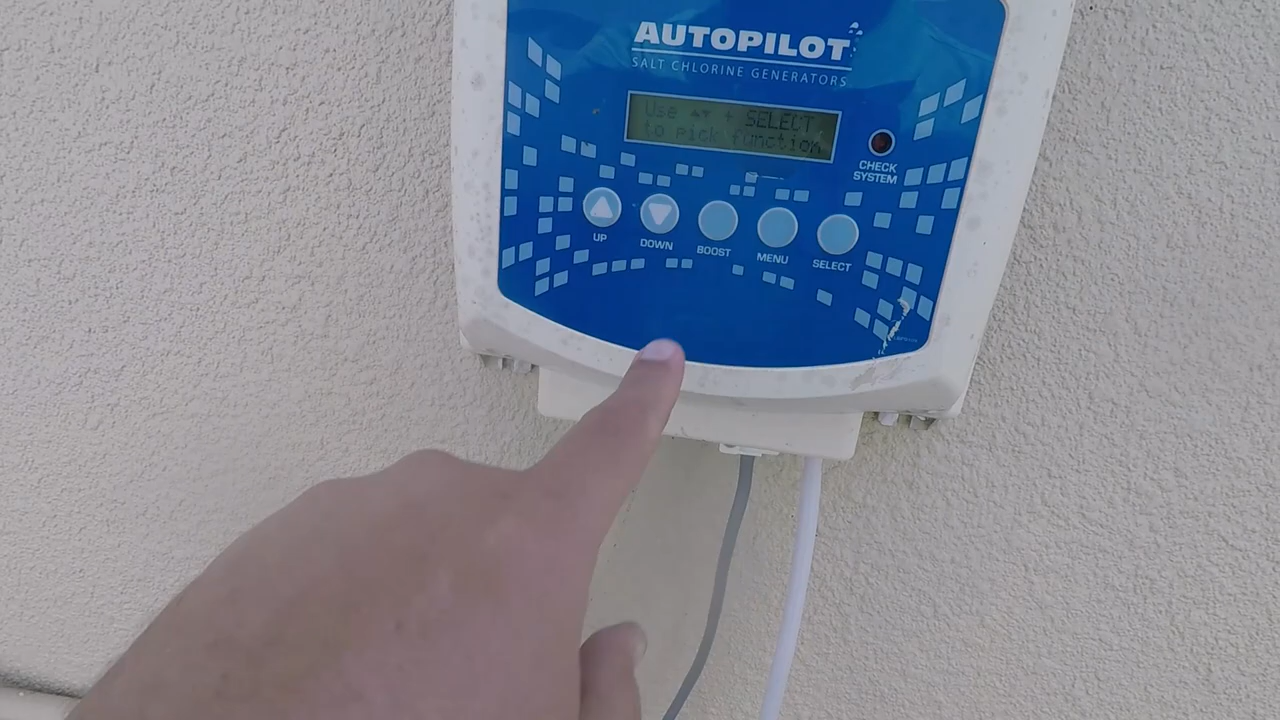 AUTOPILOT
SALT CHLORINE GENERATORS
Use ▲▼ + SELECT
to pick function
CHECK
SYSTEM
UP
DOWN
BOOST
MENU
SELECT